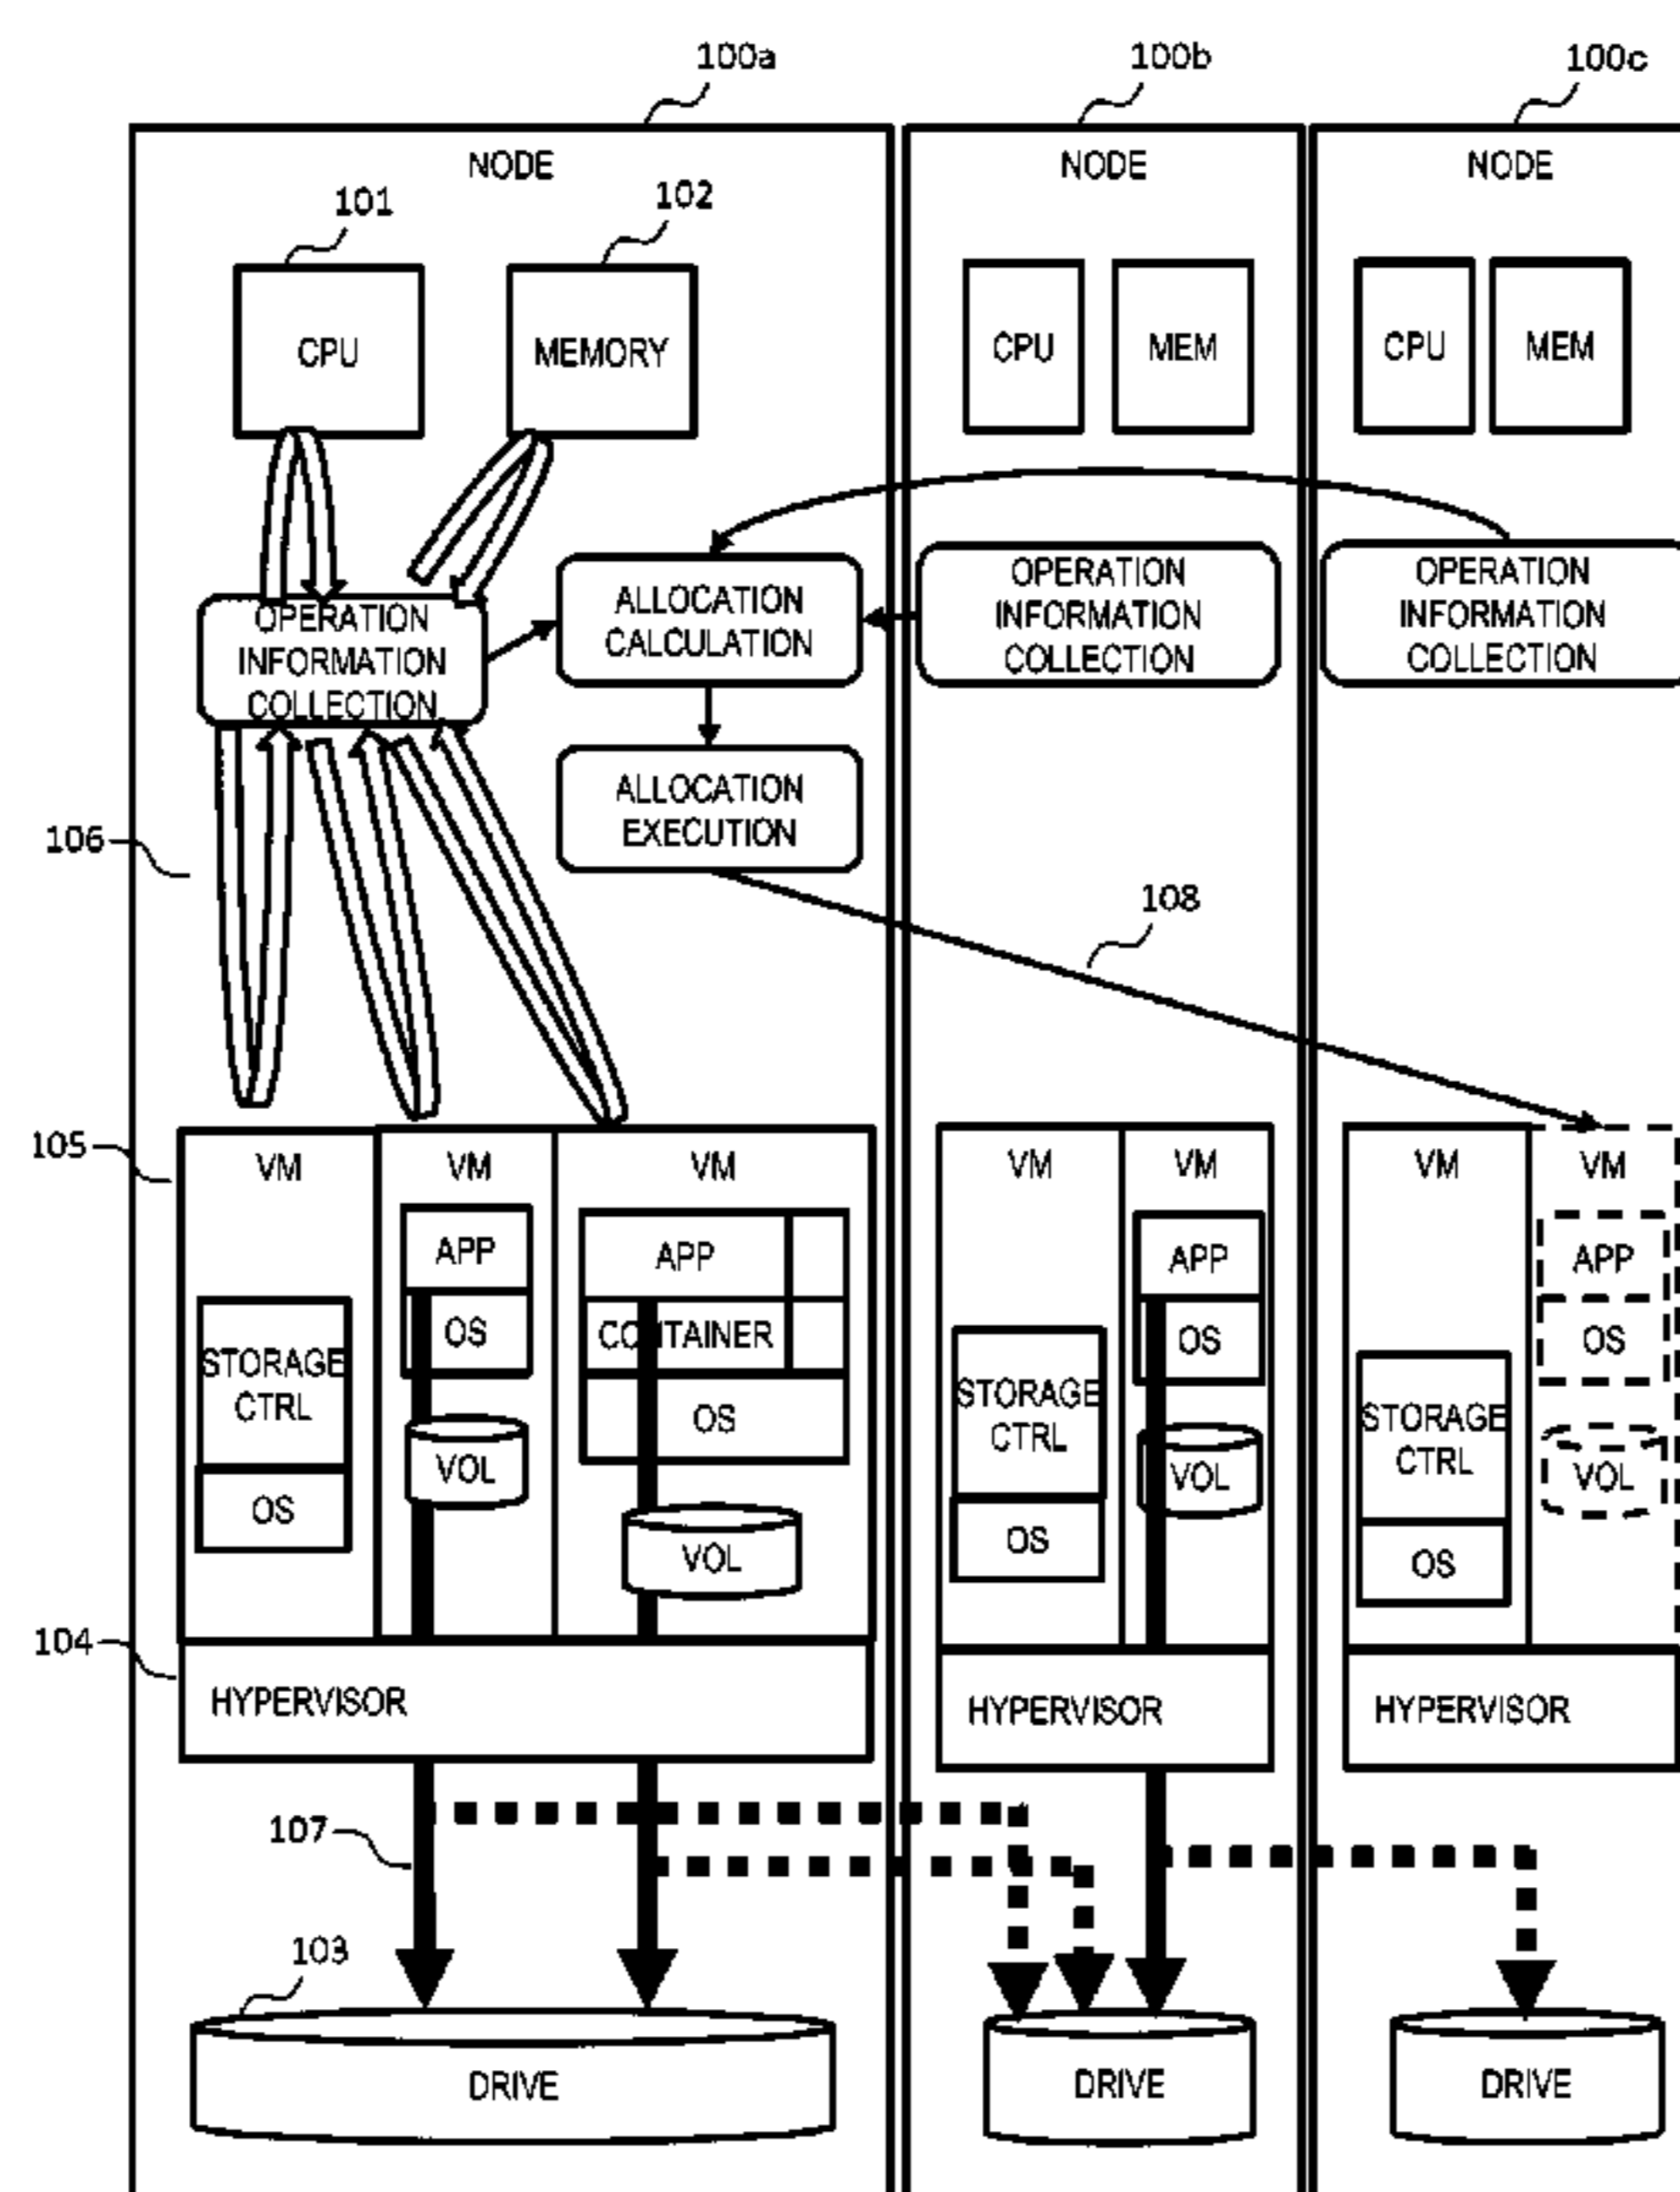 100a
100b
100c
NODE
NODE
NODE
101
102
CPU
MEMORY
CPU
MEM
CPU
MEM
OPERATION
INFORMATION
COLLECTION
ALLOCATION
CALCULATION
OPERATION
INFORMATION
COLLECTION
OPERATION
INFORMATION
COLLECTION
ALLOCATION
EXECUTION
106
108
105
VM
VM
VM
VM
VM
VM
VM
APP
OS
APP
CONTAINER
OS
STORAGE
CTRL
OS
VOL
VOL
APP
OS
STORAGE
CTRL
OS
VOL
APP
OS
STORAGE
CTRL
OS
VOL
104
HYPERVISOR
HYPERVISOR
HYPERVISOR
107
103
DRIVE
DRIVE
DRIVE